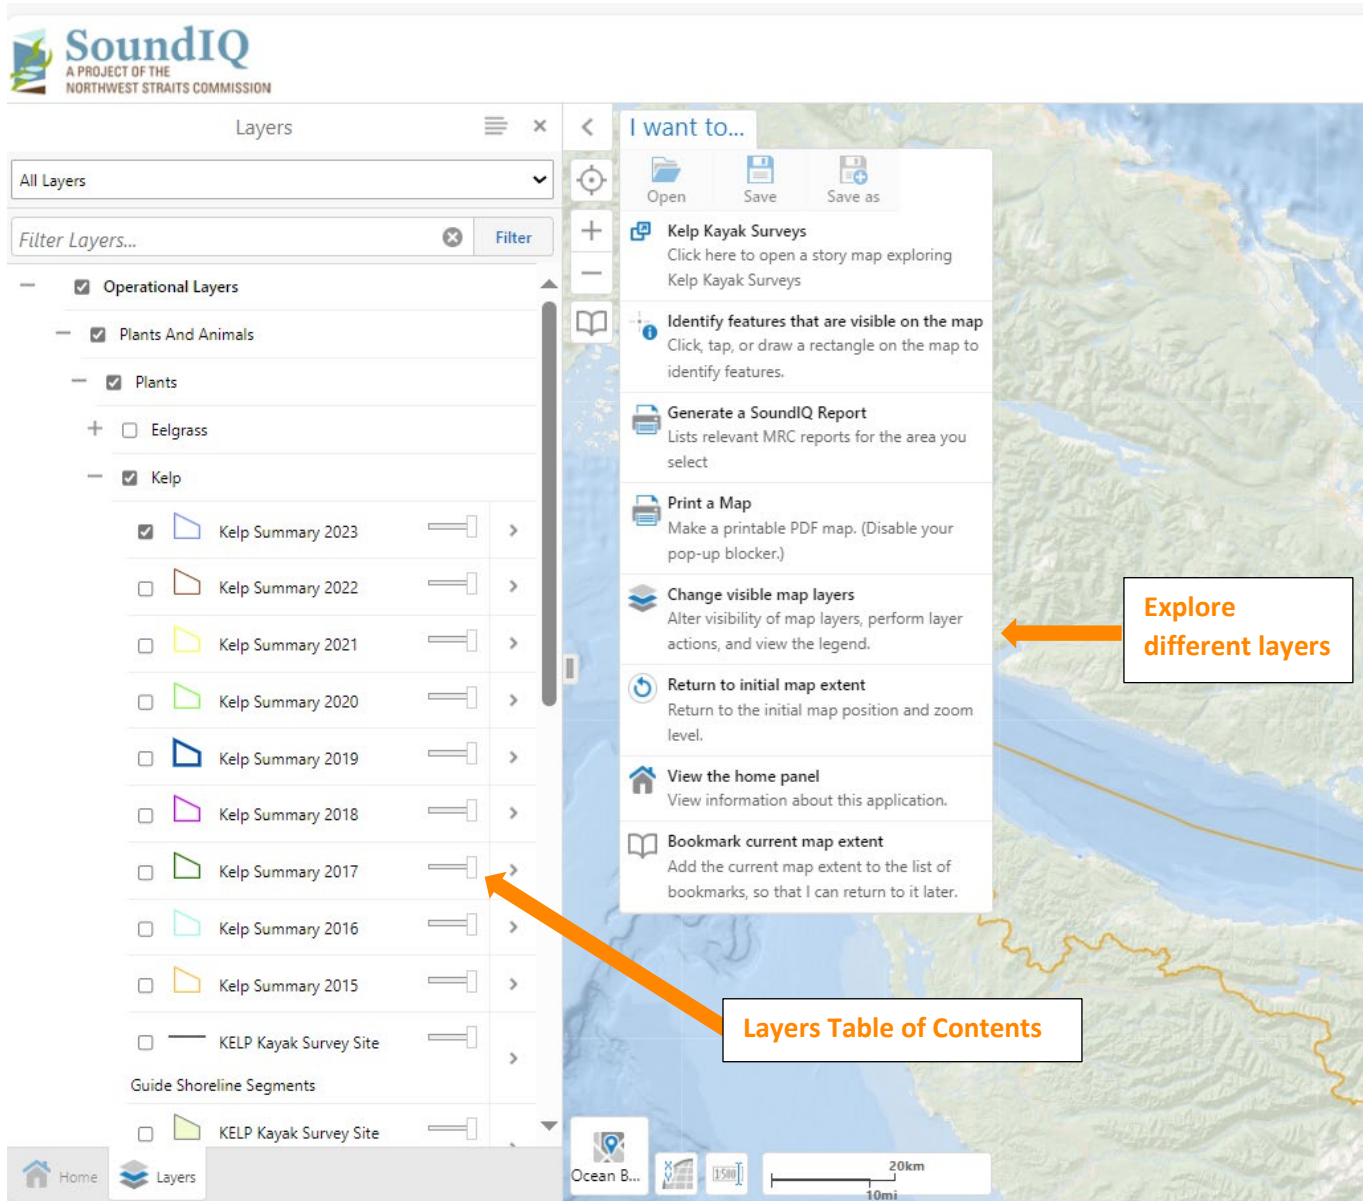 SoundIQ
A PROJECT OF THE
NORTHWEST STRAITS COMMISSION
Layers
All Layers
Filter Layers...
Filter
Operational Layers
Plants And Animals
Plants
Eelgrass
Kelp
Kelp Summary 2023
Kelp Summary 2022
Kelp Summary 2021
Kelp Summary 2020
Kelp Summary 2019
Kelp Summary 2018
Kelp Summary 2017
Kelp Summary 2016
Kelp Summary 2015
KELP Kayak Survey Site
Guide Shoreline Segments
KELP Kayak Survey Site
Home
Layers
I want to...
Open
Save
Save as
Kelp Kayak Surveys
Click here to open a story map exploring
Kelp Kayak Surveys
Identify features that are visible on the map
Click, tap, or draw a rectangle on the map to
identify features.
Generate a SoundIQ Report
Lists relevant MRC reports for the area you
select
Print a Map
Make a printable PDF map. (Disable your
pop-up blocker.)
Change visible map layers
Alter visibility of map layers, perform layer
actions, and view the legend.
Return to initial map extent
Return to the initial map position and zoom
level.
View the home panel
View information about this application.
Bookmark current map extent
Add the current map extent to the list of
bookmarks, so that I can return to it later.
Explore
different layers
Layers Table of Contents
Ocean B...
1:500
20km
10mi